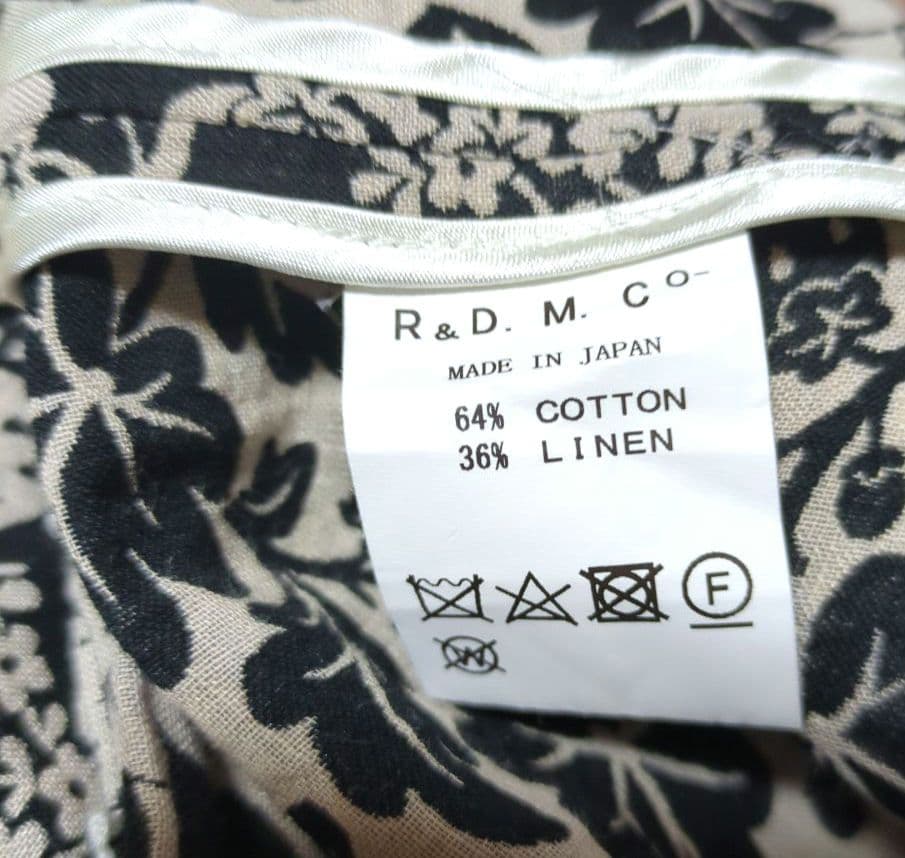 R & D. M. Co-
MADE IN JAPAN
64% COTTON
36% LINEN
F
W